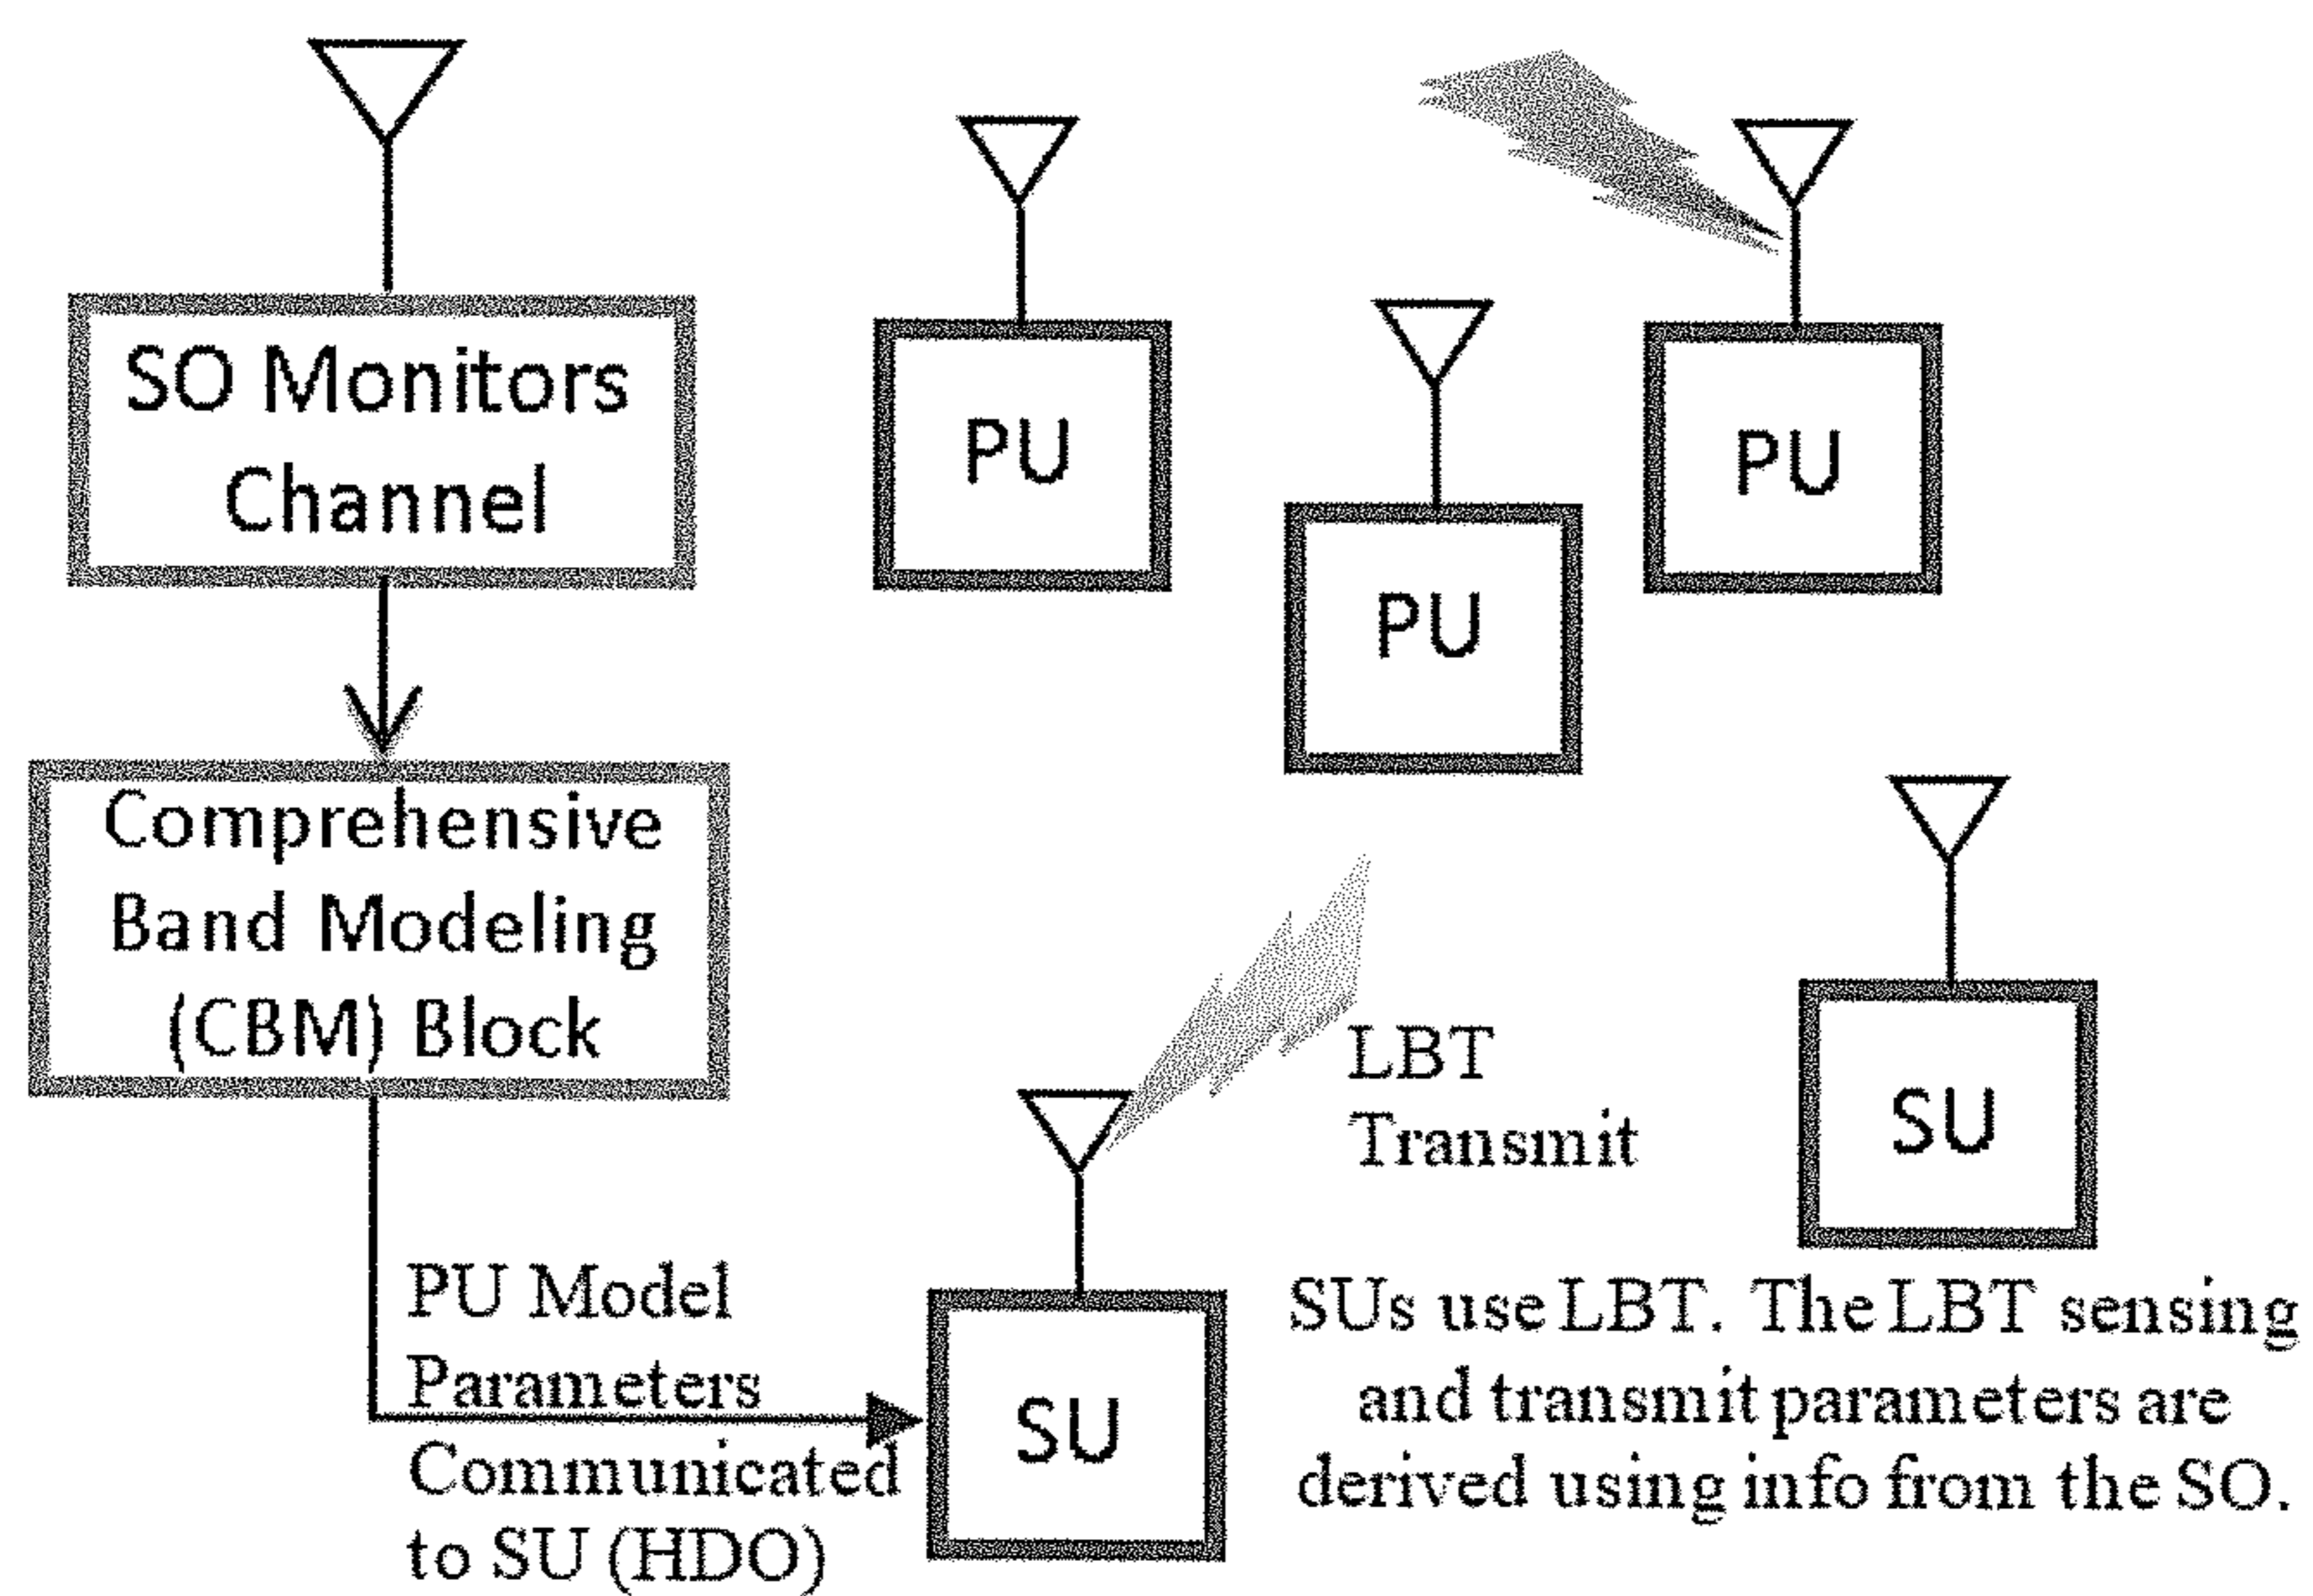 SO Monitors
Channel
PU
PU
PU
Comprehensive
Band Modeling
(CBM) Block
LBT
Transmit
SU
PU Model
Parameters
Communicated
to SU (HDO)
SU
SUs use LBT. The LBT sensing
and transmit parameters are
derived using info from the SO.